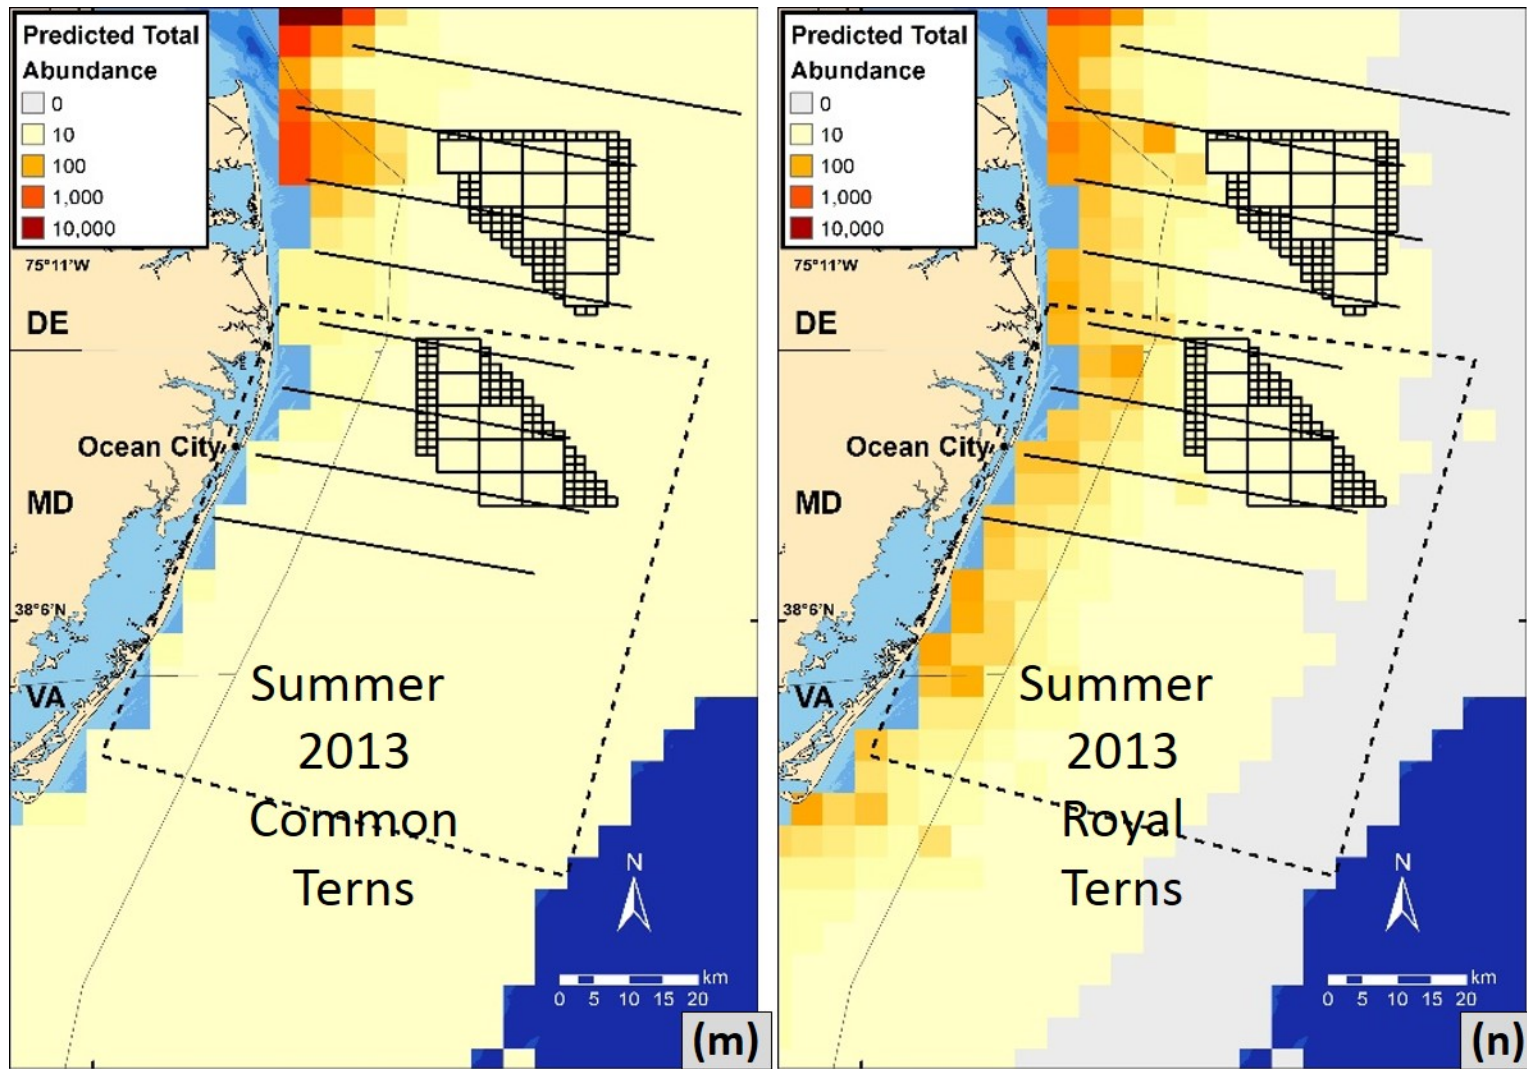 Predicted Total
Abundance
0
10
100
1,000
10,000
75°11'W
DE
Ocean City
MD
38°6'N
VA
Summer
2013
Common
Terns
N
km
0 5 10 15 20
(m)
Predicted Total
Abundance
0
10
100
1,000
10,000
75°11'W
DE
Ocean City
MD
38°6'N
VA
Summer
2013
Royal
Terns
N
km
0 5 10 15 20
(n)